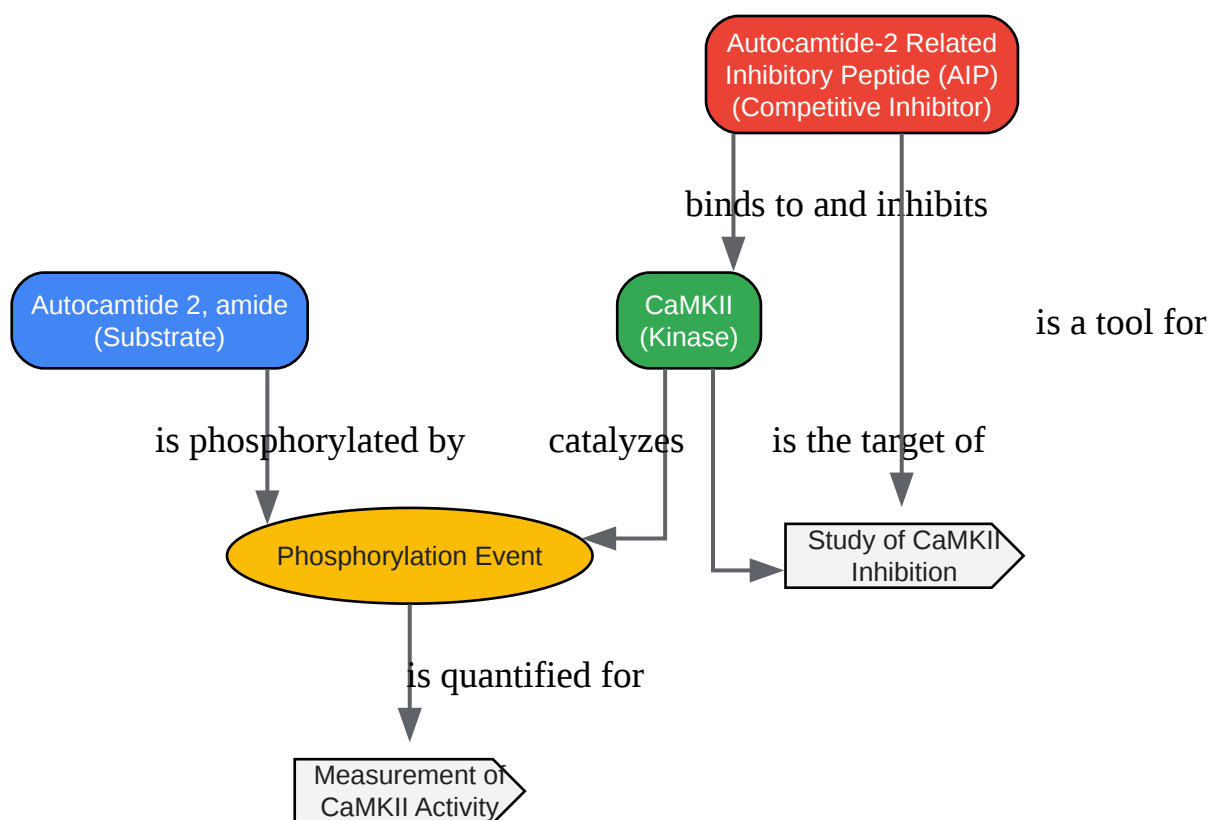 Autocamtide-2 Related
Inhibitory Peptide (AIP)
(Competitive Inhibitor)
binds to and inhibits
Autocamtide 2, amide
(Substrate)
CaMKII
(Kinase)
is a tool for
is phosphorylated by
catalyzes
is the target of
Phosphorylation Event
Study of CaMKII
Inhibition
is quantified for
Measurement of
CaMKII Activity